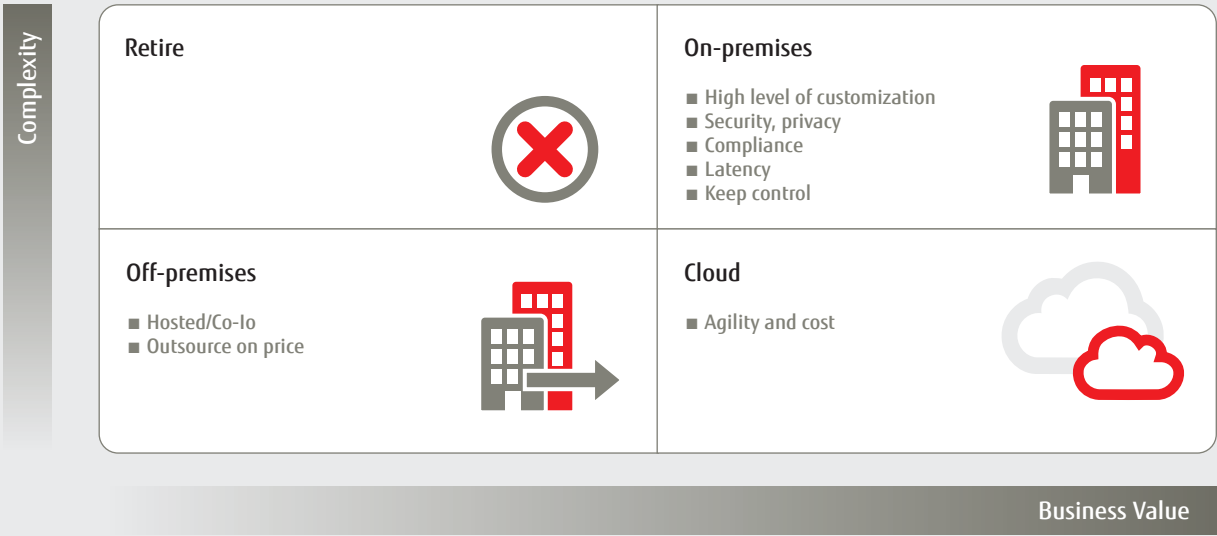 Complexity
Retire
On-premises
■ High level of customization
■ Security, privacy
■ Compliance
■ Latency
■ Keep control
Off-premises
■ Hosted/Co-lo
■ Outsource on price
Cloud
■ Agility and cost
Business Value